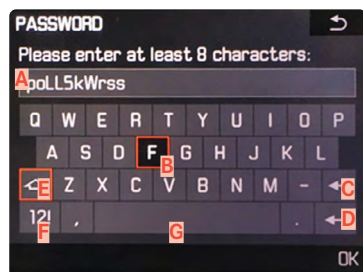 PASSWORD
Please enter at least 8 characters:
A poLL5kWrss
Q W E R T Y U I O P
A S D F G H J K L
B
E Z X C V B N M - C
12! , . D
F G
OK